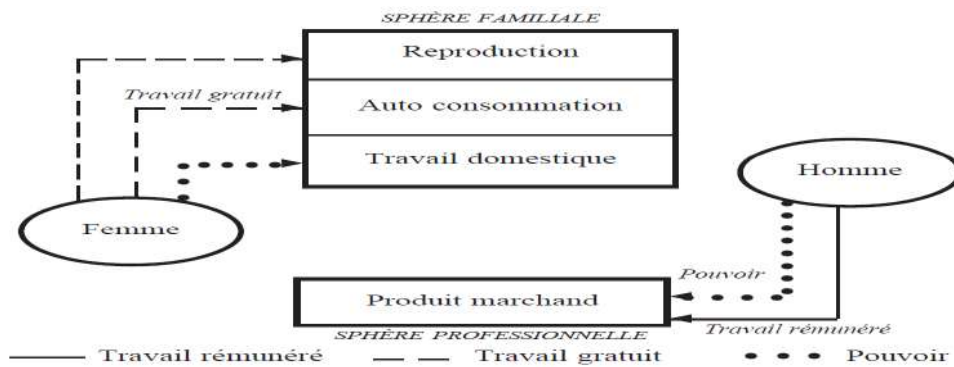 SPHÈRE FAMILIALE
Reproduction
Travail gratuit
Auto consommation
Travail domestique
Homme
Femme
Pouvoir
Produit marchand
SPHÈRE PROFESSIONNELLE
Travail rémunéré
Travail rémunéré
Travail gratuit
Pouvoir